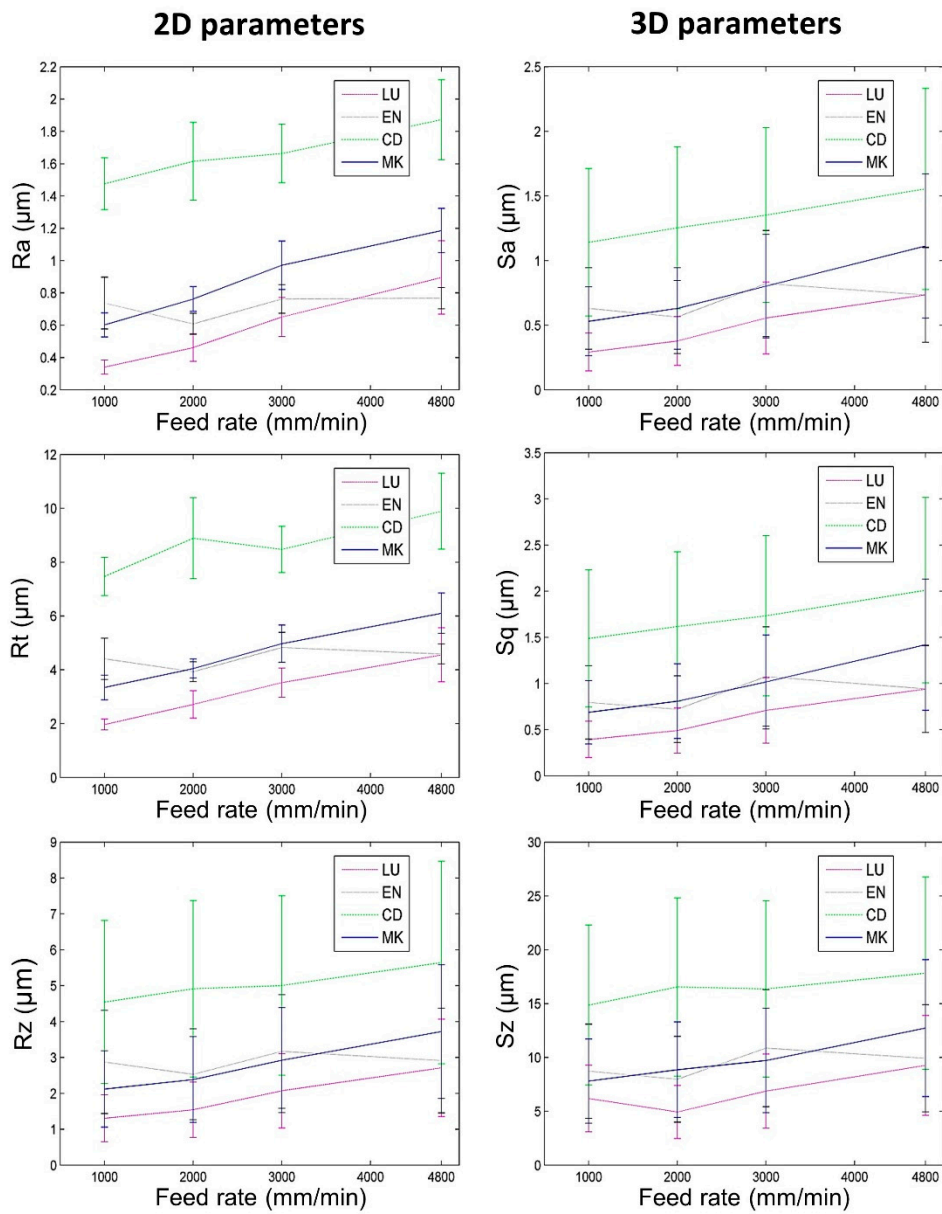 2D parameters
3D parameters
2.2
2
1.8
1.6
1.4
1.2
1
0.8
0.6
0.4
0.2
Ra (µm)
LU
EN
CD
MK
1000
2000
3000
4000
4800
Feed rate (mm/min)
2.5
2
1.5
1
0.5
0
Sa (µm)
LU
EN
CD
MK
1000
2000
3000
4000
4800
Feed rate (mm/min)
12
10
8
6
4
2
0
Rt (µm)
LU
EN
CD
MK
1000
2000
3000
4000
4800
Feed rate (mm/min)
3.5
3
2.5
2
1.5
1
0.5
0
Sq (µm)
LU
EN
CD
MK
1000
2000
3000
4000
4800
Feed rate (mm/min)
9
8
7
6
5
4
3
2
1
0
Rz (µm)
LU
EN
CD
MK
1000
2000
3000
4000
4800
Feed rate (mm/min)
30
25
20
15
10
5
0
Sz (µm)
LU
EN
CD
MK
1000
2000
3000
4000
4800
Feed rate (mm/min)